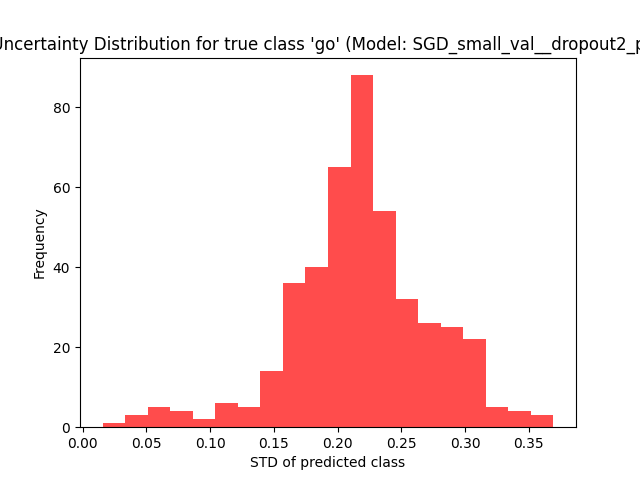 Uncertainty Distribution for true class 'go' (Model: SGD_small_val__dropout2_p
Frequency
80
60
40
20
0
0.00 0.05 0.10 0.15 0.20 0.25 0.30 0.35
STD of predicted class